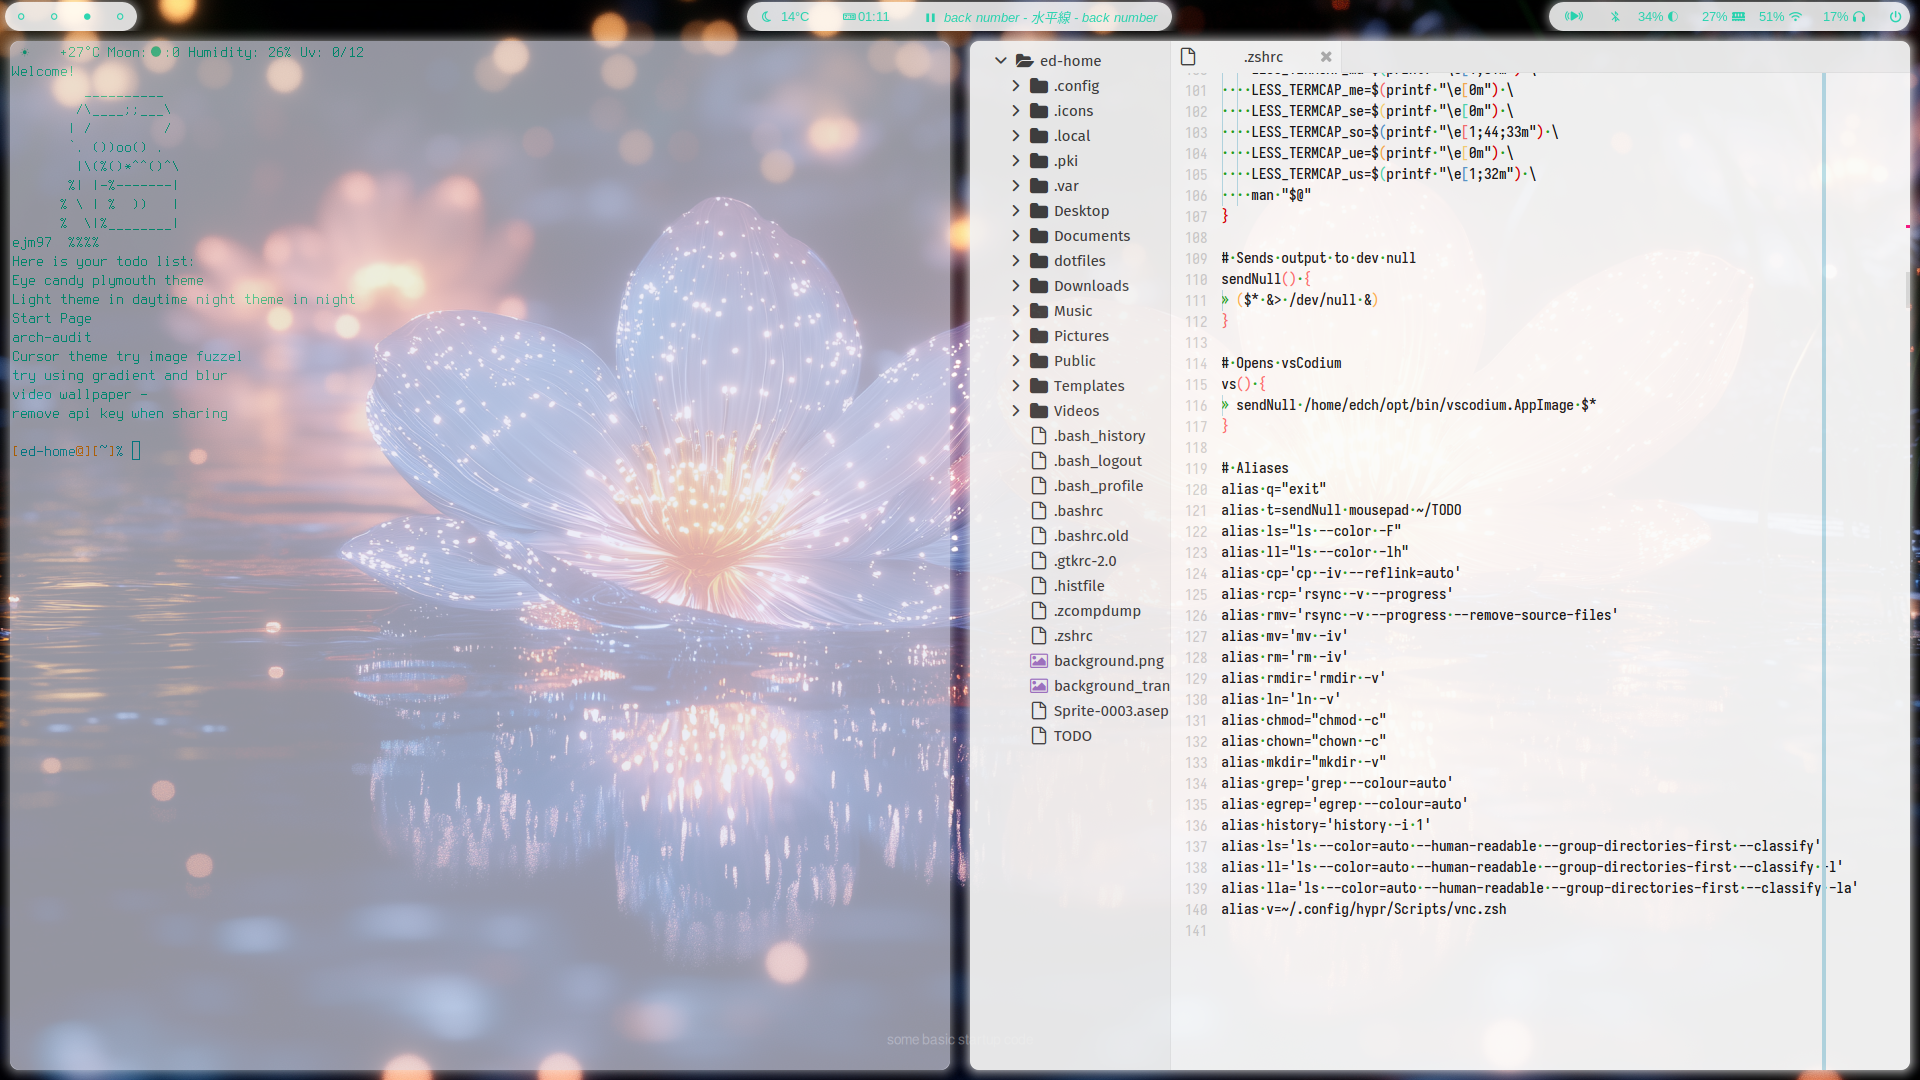 14°C 01:11 back number - 水平線 - back number
34% 27% 51% 17%
+27°C Moon:🌑:0 Humidity: 26% Uv: 0/12
Welcome!
__________
/\____;;___\
| /         /
`. ())oo() .
|\(%()*^^()^\
%| |-%-------|
% \ | %  ))   |
%  \|%________|
ejm97  %%%%
Here is your todo list:
Eye candy plymouth theme
Light theme in daytime night theme in night
Start Page
arch-audit
Cursor theme try image fuzzel
try using gradient and blur
video wallpaper -
remove api key when sharing
[ed-home@][~]%
some basic st
ed-home
.config
.icons
.local
.pki
.var
Desktop
Documents
dotfiles
Downloads
Music
Pictures
Public
Templates
Videos
.bash_history
.bash_logout
.bash_profile
.bashrc
.bashrc.old
.gtkrc-2.0
.histfile
.zcompdump
.zshrc
background.png
background_tran
Sprite-0003.asep
TODO
.zshrc
101 ····LESS_TERMCAP_me=$(printf·"\e[0m")·\
102 ····LESS_TERMCAP_se=$(printf·"\e[0m")·\
103 ····LESS_TERMCAP_so=$(printf·"\e[1;44;33m")·\
104 ····LESS_TERMCAP_ue=$(printf·"\e[0m")·\
105 ····LESS_TERMCAP_us=$(printf·"\e[1;32m")·\
106 ····man·"$@"
107 }
108
109 #·Sends·output·to·dev·null
110 sendNull()·{
111 » ($*·&>·/dev/null·&)
112 }
113
114 #·Opens·vsCodium
115 vs()·{
116 » sendNull·/home/edch/opt/bin/vscodium.AppImage·$*
117 }
118
119 #·Aliases
120 alias·q="exit"
121 alias·t=sendNull·mousepad·~/TODO
122 alias·ls="ls·--color·-F"
123 alias·ll="ls·--color·-lh"
124 alias·cp='cp·-iv·--reflink=auto'
125 alias·rcp='rsync·-v·--progress'
126 alias·rmv='rsync·-v·--progress·--remove-source-files'
127 alias·mv='mv·-iv'
128 alias·rm='rm·-iv'
129 alias·rmdir='rmdir·-v'
130 alias·ln='ln·-v'
131 alias·chmod="chmod·-c"
132 alias·chown="chown·-c"
133 alias·mkdir="mkdir·-v"
134 alias·grep='grep·--colour=auto'
135 alias·egrep='egrep·--colour=auto'
136 alias·history='history·-i·1'
137 alias·ls='ls·--color=auto·--human-readable·--group-directories-first·--classify'
138 alias·ll='ls·--color=auto·--human-readable·--group-directories-first·--classify·-l'
139 alias·lla='ls·--color=auto·--human-readable·--group-directories-first·--classify·-la'
140 alias·v=~/.config/hypr/Scripts/vnc.zsh
141